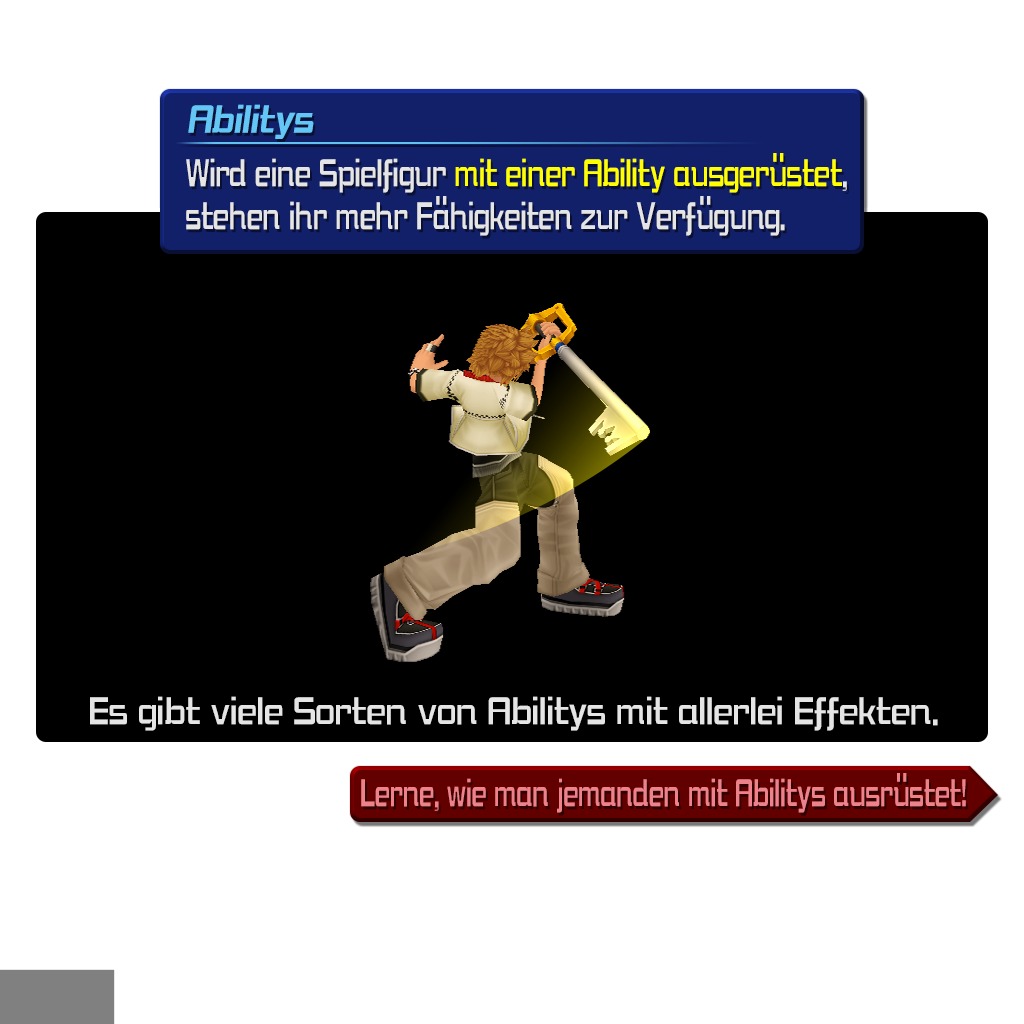 Abilitys
Wird eine Spielfigur mit einer Ability ausgerüstet,
stehen ihr mehr Fähigkeiten zur Verfügung.
Es gibt viele Sorten von Abilitys mit allerlei Effekten.
Lerne, wie man jemanden mit Abilitys ausrüstet!